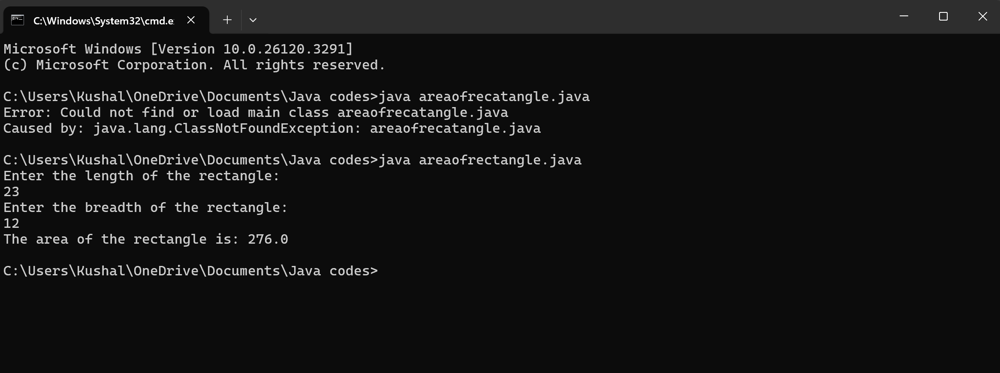 C:\Windows\System32\cmd.e
Microsoft Windows [Version 10.0.26120.3291]
(c) Microsoft Corporation. All rights reserved.
C:\Users\Kushal\OneDrive\Documents\Java codes>java areaofrecatangle.java
Error: Could not find or load main class areaofrecatangle.java
Caused by: java.lang.ClassNotFoundException: areaofrecatangle.java
C:\Users\Kushal\OneDrive\Documents\Java codes>java areaofrectangle.java
Enter the length of the rectangle:
23
Enter the breadth of the rectangle:
12
The area of the rectangle is: 276.0
C:\Users\Kushal\OneDrive\Documents\Java codes>